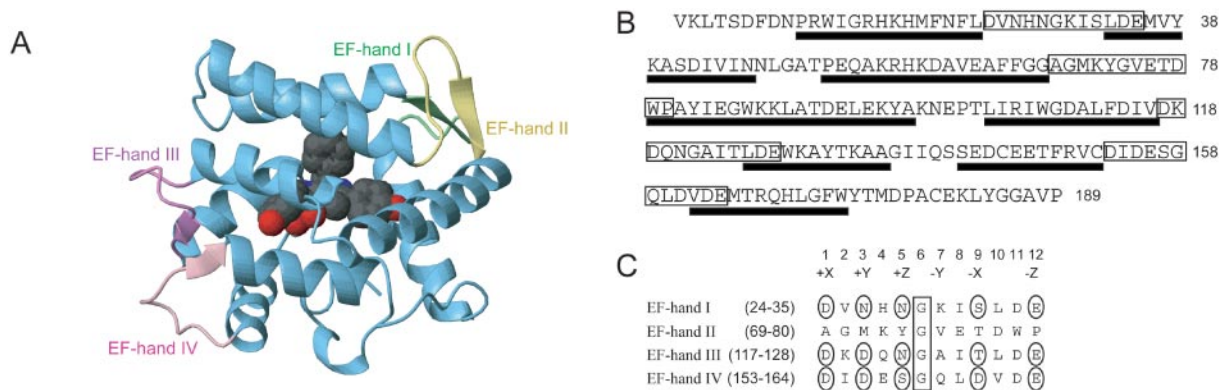 A
EF-hand I
EF-hand II
EF-hand III
EF-hand IV
B
VKLTSDFDNPRWIGRHKHMFNFLDVNHNGKISLDEMVY 38
KASDIVINNLGATPEQAKRHKDAVEAFFGGAGMKYGVETD 78
WPAYIEGWKKLATDELEKYAKNEPTLIRIWGDALFDIVDK 118
DQNGAITLDEWKAYTKAAGIIQSSEDCEETFRVCDIDESG 158
QLDVDEMTRQHLGFWYTMDPACEKLYGGAVP 189
C
1 2 3 4 5 6 7 8 9 10 11 12
+X +Y +Z -Y -X -Z
EF-hand I (24-35) D V N H N G K I S L D E
EF-hand II (69-80) A G M K Y G V E T D W P
EF-hand III (117-128) D K D Q N G A I T L D E
EF-hand IV (153-164) D I D E S G Q L D V D E